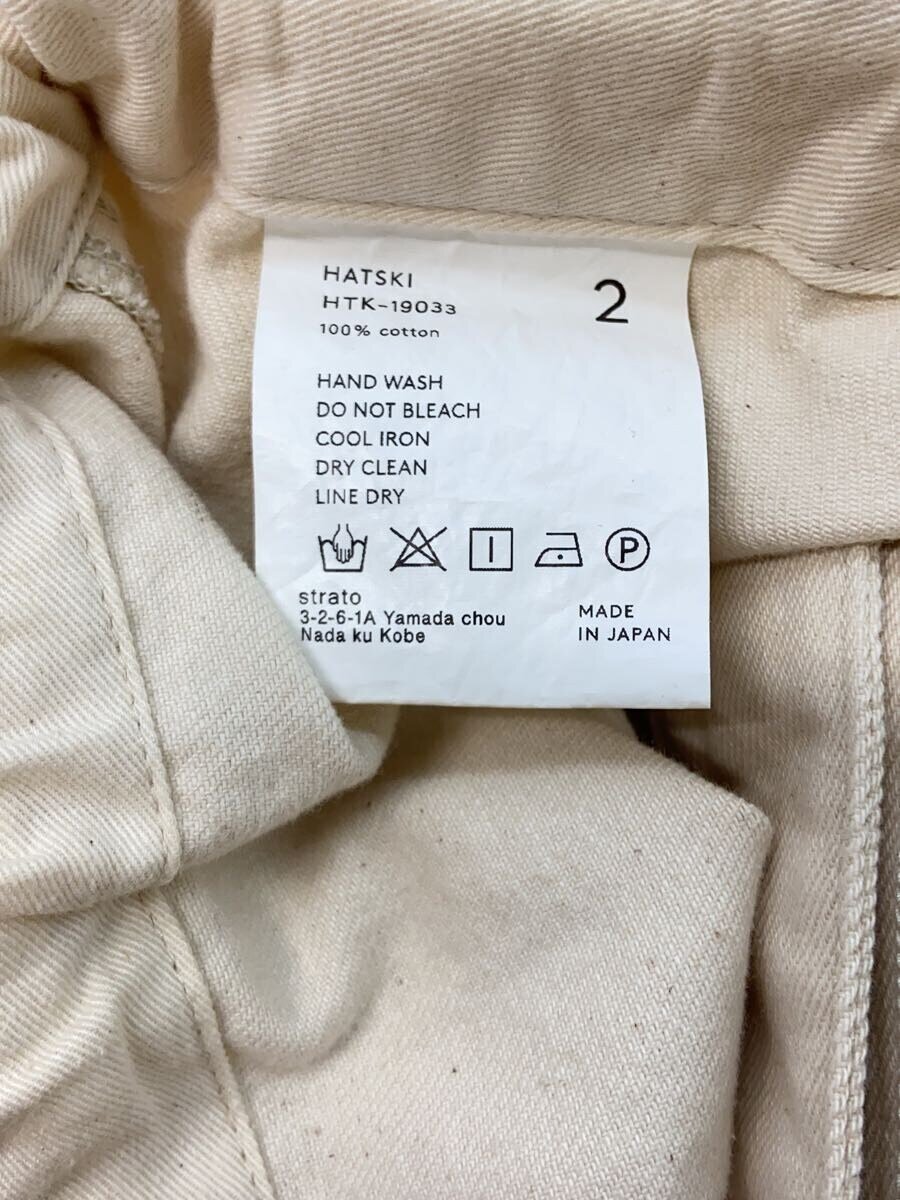 HATSKI
HTK-19033
100% cotton
2
HAND WASH
DO NOT BLEACH
COOL IRON
DRY CLEAN
LINE DRY
P
strato
3-2-6-1A Yamada chou
Nada ku Kobe
MADE
IN JAPAN